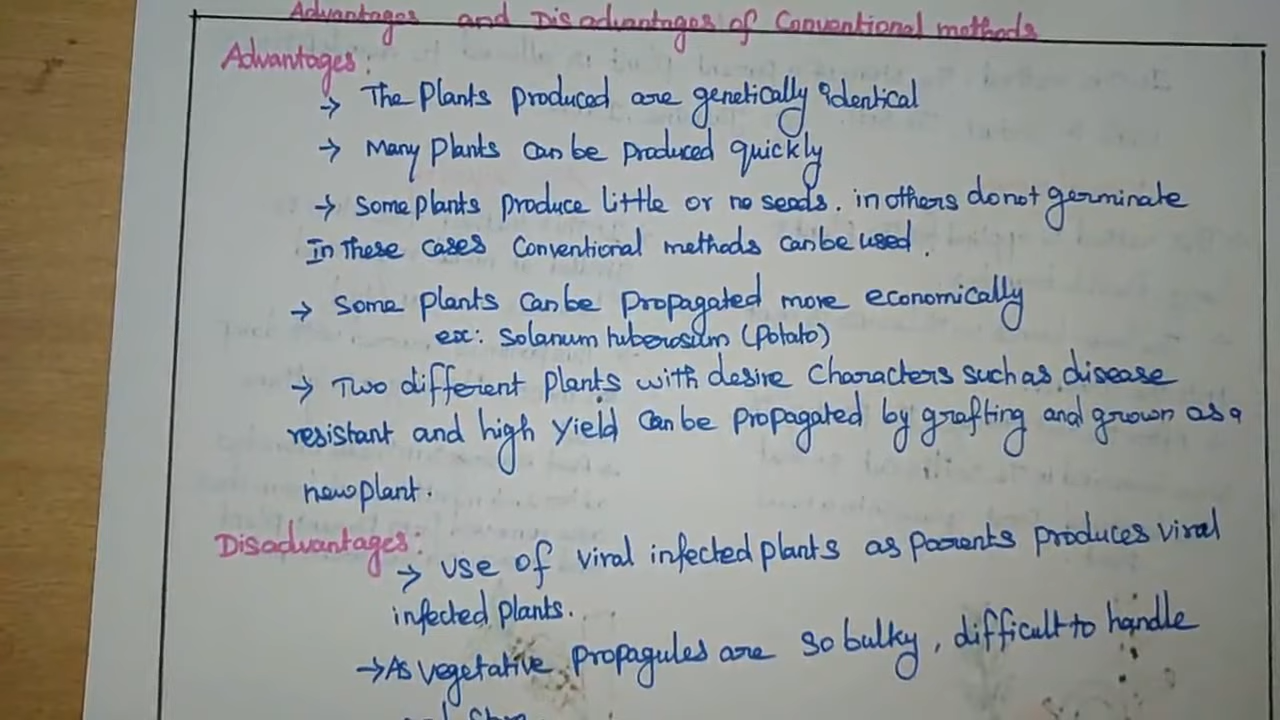 Advantages and Disadvantages of Conventional methods
Advantages:
→ The Plants produced are genetically identical
→ Many plants can be produced quickly
→ Some plants produce little or no seeds. in others do not germinate
In these cases Conventional methods can be used.
→ Some plants can be propagated more economically
ex: Solanum tuberosum (Potato)
→ Two different plants with desire characters such as disease
resistant and high yield can be propagated by grafting and grown as a
new plant.
Disadvantages:
→ use of viral infected plants as parents produces viral
infected plants.
→ As vegetative propagules are so bulky, difficult to handle